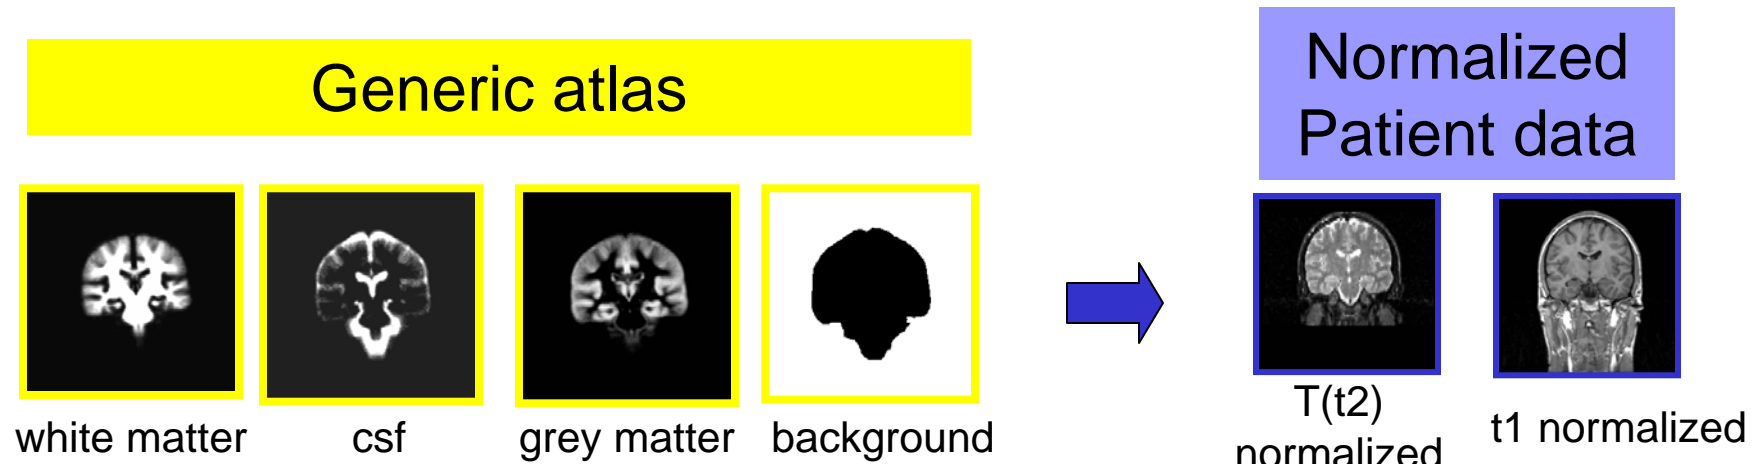 Generic atlas
Normalized
Patient data
white matter
csf
grey matter
background
T(t2)
normalized
t1 normalized